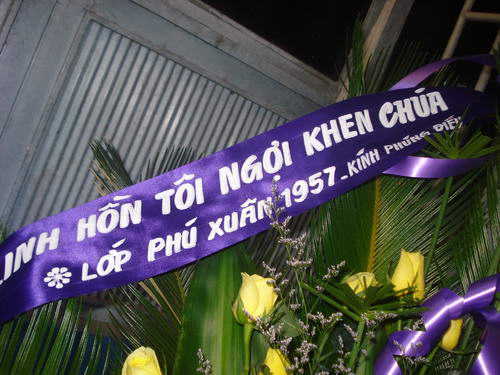 LINH HỒN TÔI NGỢI KHEN CHÚA
LỚP PHÚ XUÂN 1957-KÍNH PHÚNG ĐIẾU